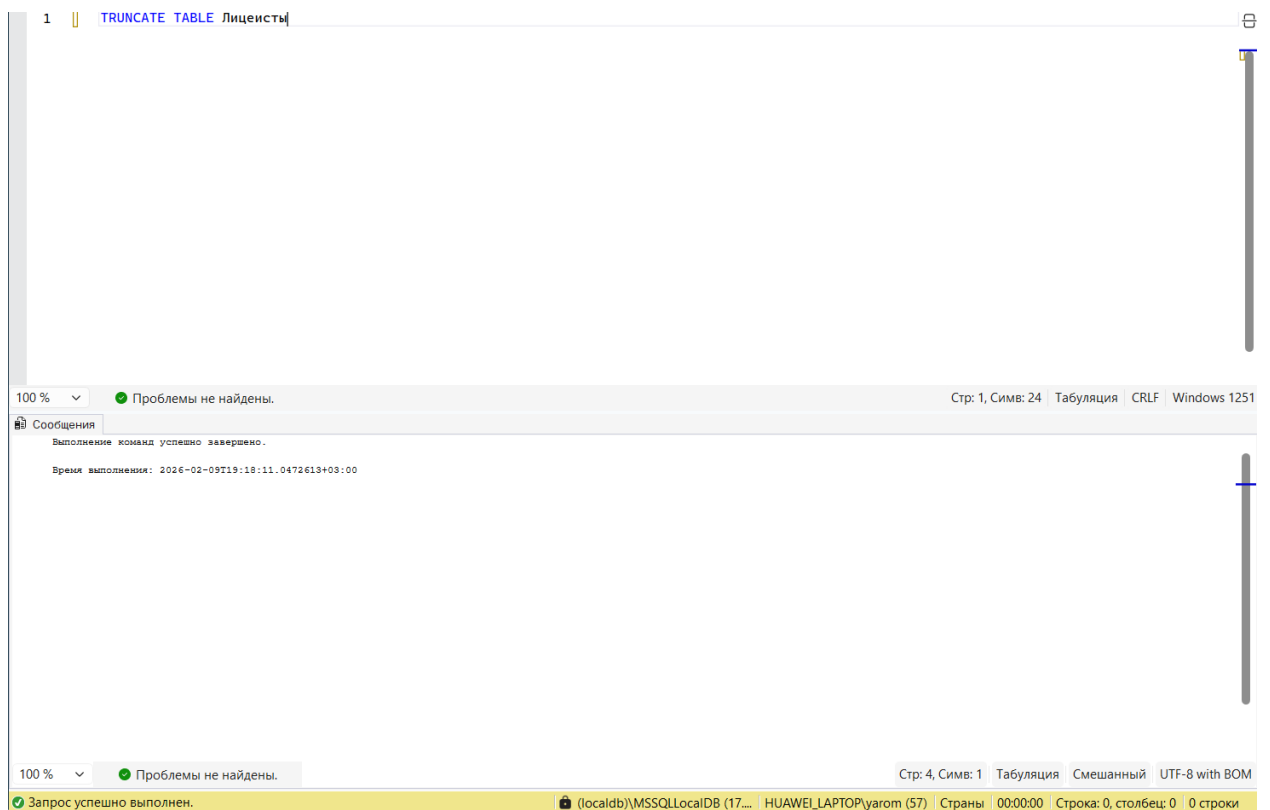 1 TRUNCATE TABLE Лицеисты
100 % Проблемы не найдены. Стр: 1, Симв: 24 Табуляция CRLF Windows 1251
Сообщения
Выполнение команд успешно завершено.
Время выполнения: 2026-02-09T19:18:11.0472613+03:00
100 % Проблемы не найдены. Стр: 4, Симв: 1 Табуляция Смешанный UTF-8 with BOM
Запрос успешно выполнен. (localdb)\MSSQLLocalDB (17.... HUAWEI_LAPTOP\yarom (57) Страны 00:00:00 Строка: 0, столбец: 0 0 строки